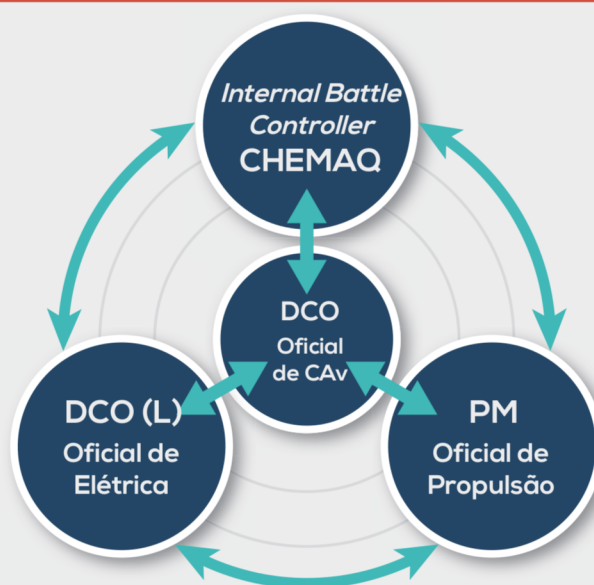 Internal Battle
Controller
CHEMAQ
DCO
Oficial
de CAv
DCO (L)
Oficial de
Elétrica
PM
Oficial de
Propulsão